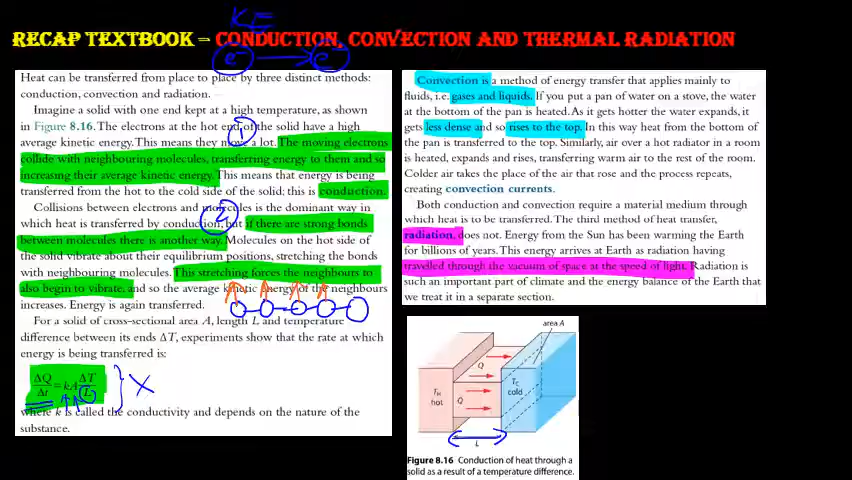 KE
RECAP TEXTBOOK – CONDUCTION, CONVECTION AND THERMAL RADIATION
e⁻ → e⁻
Heat can be transferred from place to place by three distinct methods:
conduction, convection and radiation.
Imagine a solid with one end kept at a high temperature, as shown
in Figure 8.16. The electrons at the hot end of the solid have a high
average kinetic energy. This means they move a lot. The moving electrons
collide with neighbouring molecules, transferring energy to them and so
increasing their average kinetic energy. This means that energy is being
transferred from the hot to the cold side of the solid; this is conduction.
Collisions between electrons and molecules is the dominant way in
which heat is transferred by conduction, but if there are strong bonds
between molecules there is another way. Molecules on the hot side of
the solid vibrate about their equilibrium positions, stretching the bonds
with neighbouring molecules. This stretching forces the neighbours to
also begin to vibrate, and so the average kinetic energy of the neighbours
increases. Energy is again transferred.
For a solid of cross-sectional area A, length L and temperature
difference between its ends ΔT, experiments show that the rate at which
energy is being transferred is:
ΔQ/Δt = kA ΔT/L
where k is called the conductivity and depends on the nature of the
substance.
1
2
X
Convection is a method of energy transfer that applies mainly to
fluids, i.e. gases and liquids. If you put a pan of water on a stove, the water
at the bottom of the pan is heated. As it gets hotter the water expands, it
gets less dense and so rises to the top. In this way heat from the bottom of
the pan is transferred to the top. Similarly, air over a hot radiator in a room
is heated, expands and rises, transferring warm air to the rest of the room.
Colder air takes the place of the air that rose and the process repeats,
creating convection currents.
Both conduction and convection require a material medium through
which heat is to be transferred. The third method of heat transfer,
radiation, does not. Energy from the Sun has been warming the Earth
for billions of years. This energy arrives at Earth as radiation having
travelled through the vacuum of space at the speed of light. Radiation is
such an important part of climate and the energy balance of the Earth that
we treat it in a separate section.
area A
Q
T_H
hot
T_C
cold
Q
L
Figure 8.16 Conduction of heat through a
solid as a result of a temperature difference.